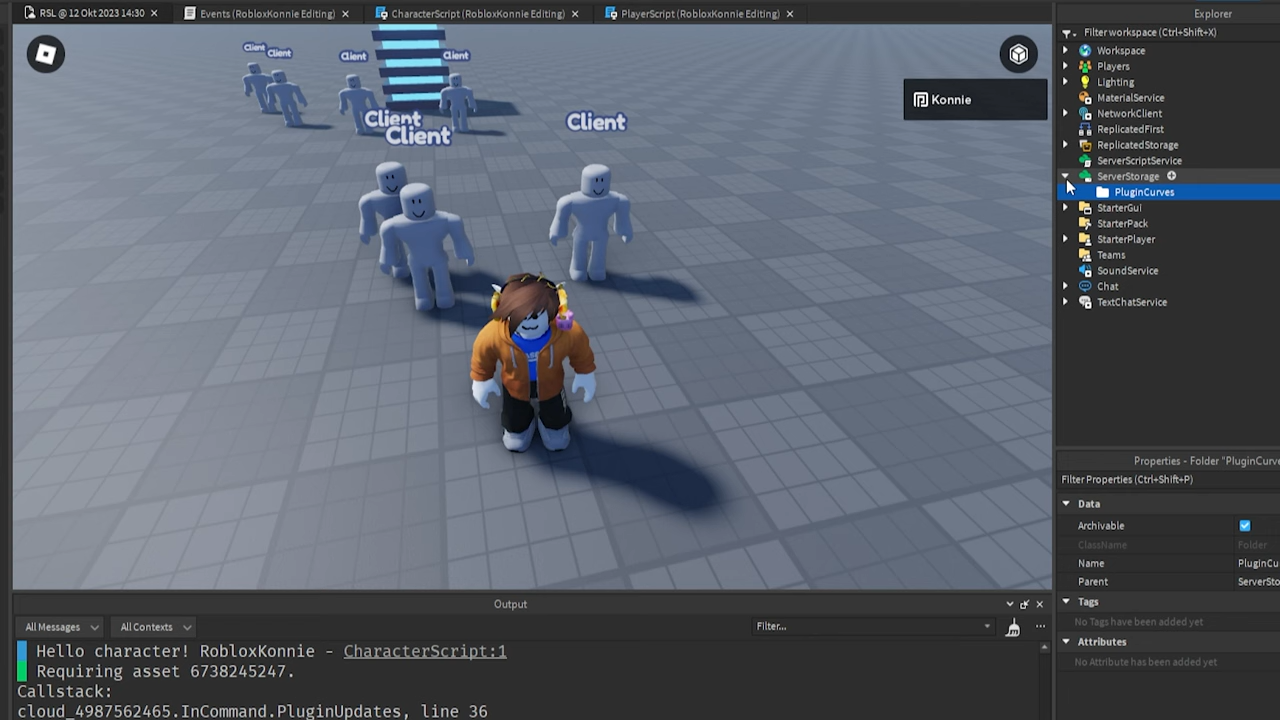 RSL @ 12 Okt 2023 14:30
Events (RobloxKonnie Editing)
CharacterScript (RobloxKonnie Editing)
PlayerScript (RobloxKonnie Editing)
Client
Client
Client
Client
Client
Client
Client
Konnie
Explorer
Filter workspace (Ctrl+Shift+X)
Workspace
Players
Lighting
MaterialService
NetworkClient
ReplicatedFirst
ReplicatedStorage
ServerScriptService
ServerStorage
PluginCurves
StarterGui
StarterPack
StarterPlayer
Teams
SoundService
Chat
TextChatService
Properties - Folder "PluginCurve
Filter Properties (Ctrl+Shift+P)
Data
Archivable
ClassName Folder
Name PluginCu
Parent ServerSto
Tags
No Tags have been added yet
Attributes
No Attribute has been added yet
Output
All Messages
All Contexts
Filter...
Hello character! RobloxKonnie - CharacterScript:1
Requiring asset 6738245247.
Callstack:
cloud_4987562465.InCommand.PluginUpdates, line 36